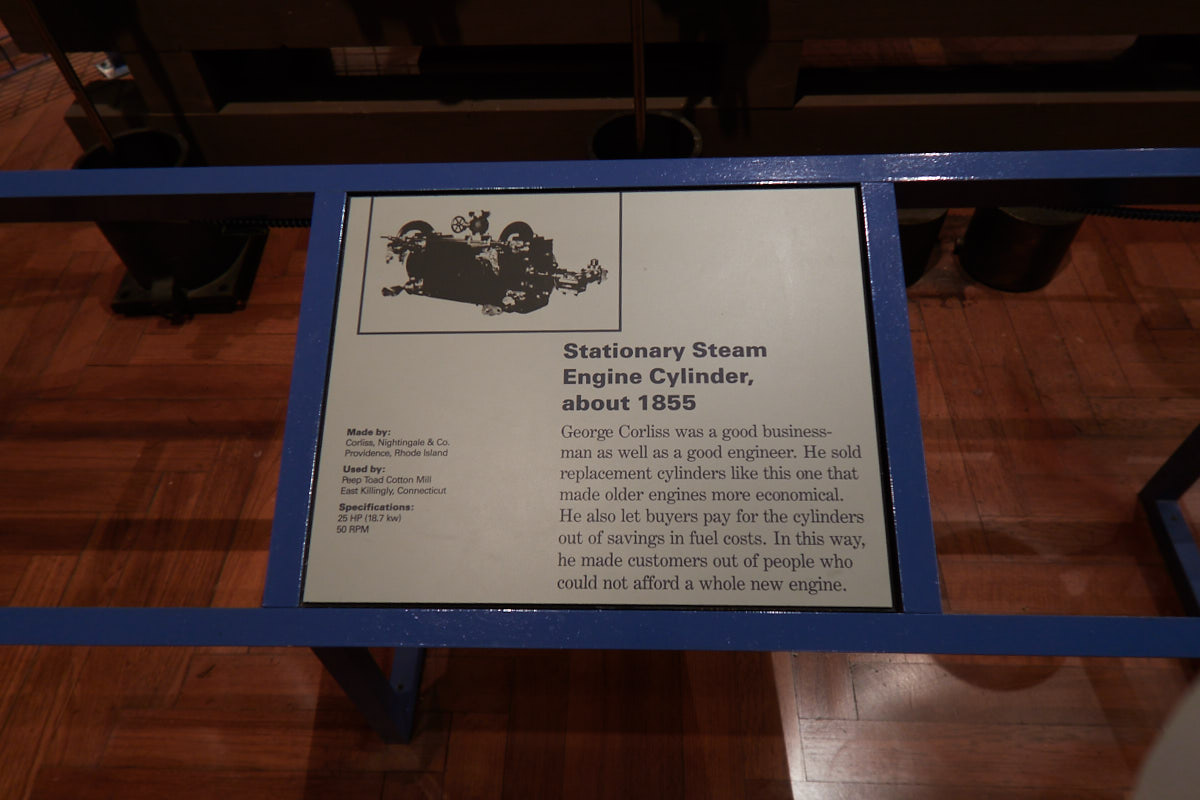 Stationary Steam
Engine Cylinder,
about 1855
George Corliss was a good business-
man as well as a good engineer. He sold
replacement cylinders like this one that
made older engines more economical.
He also let buyers pay for the cylinders
out of savings in fuel costs. In this way,
he made customers out of people who
could not afford a whole new engine.
Made by:
Corliss, Nightingale & Co.
Providence, Rhode Island
Used by:
Peep Toad Cotton Mill
East Killingly, Connecticut
Specifications:
25 HP (18.7 kw)
50 RPM